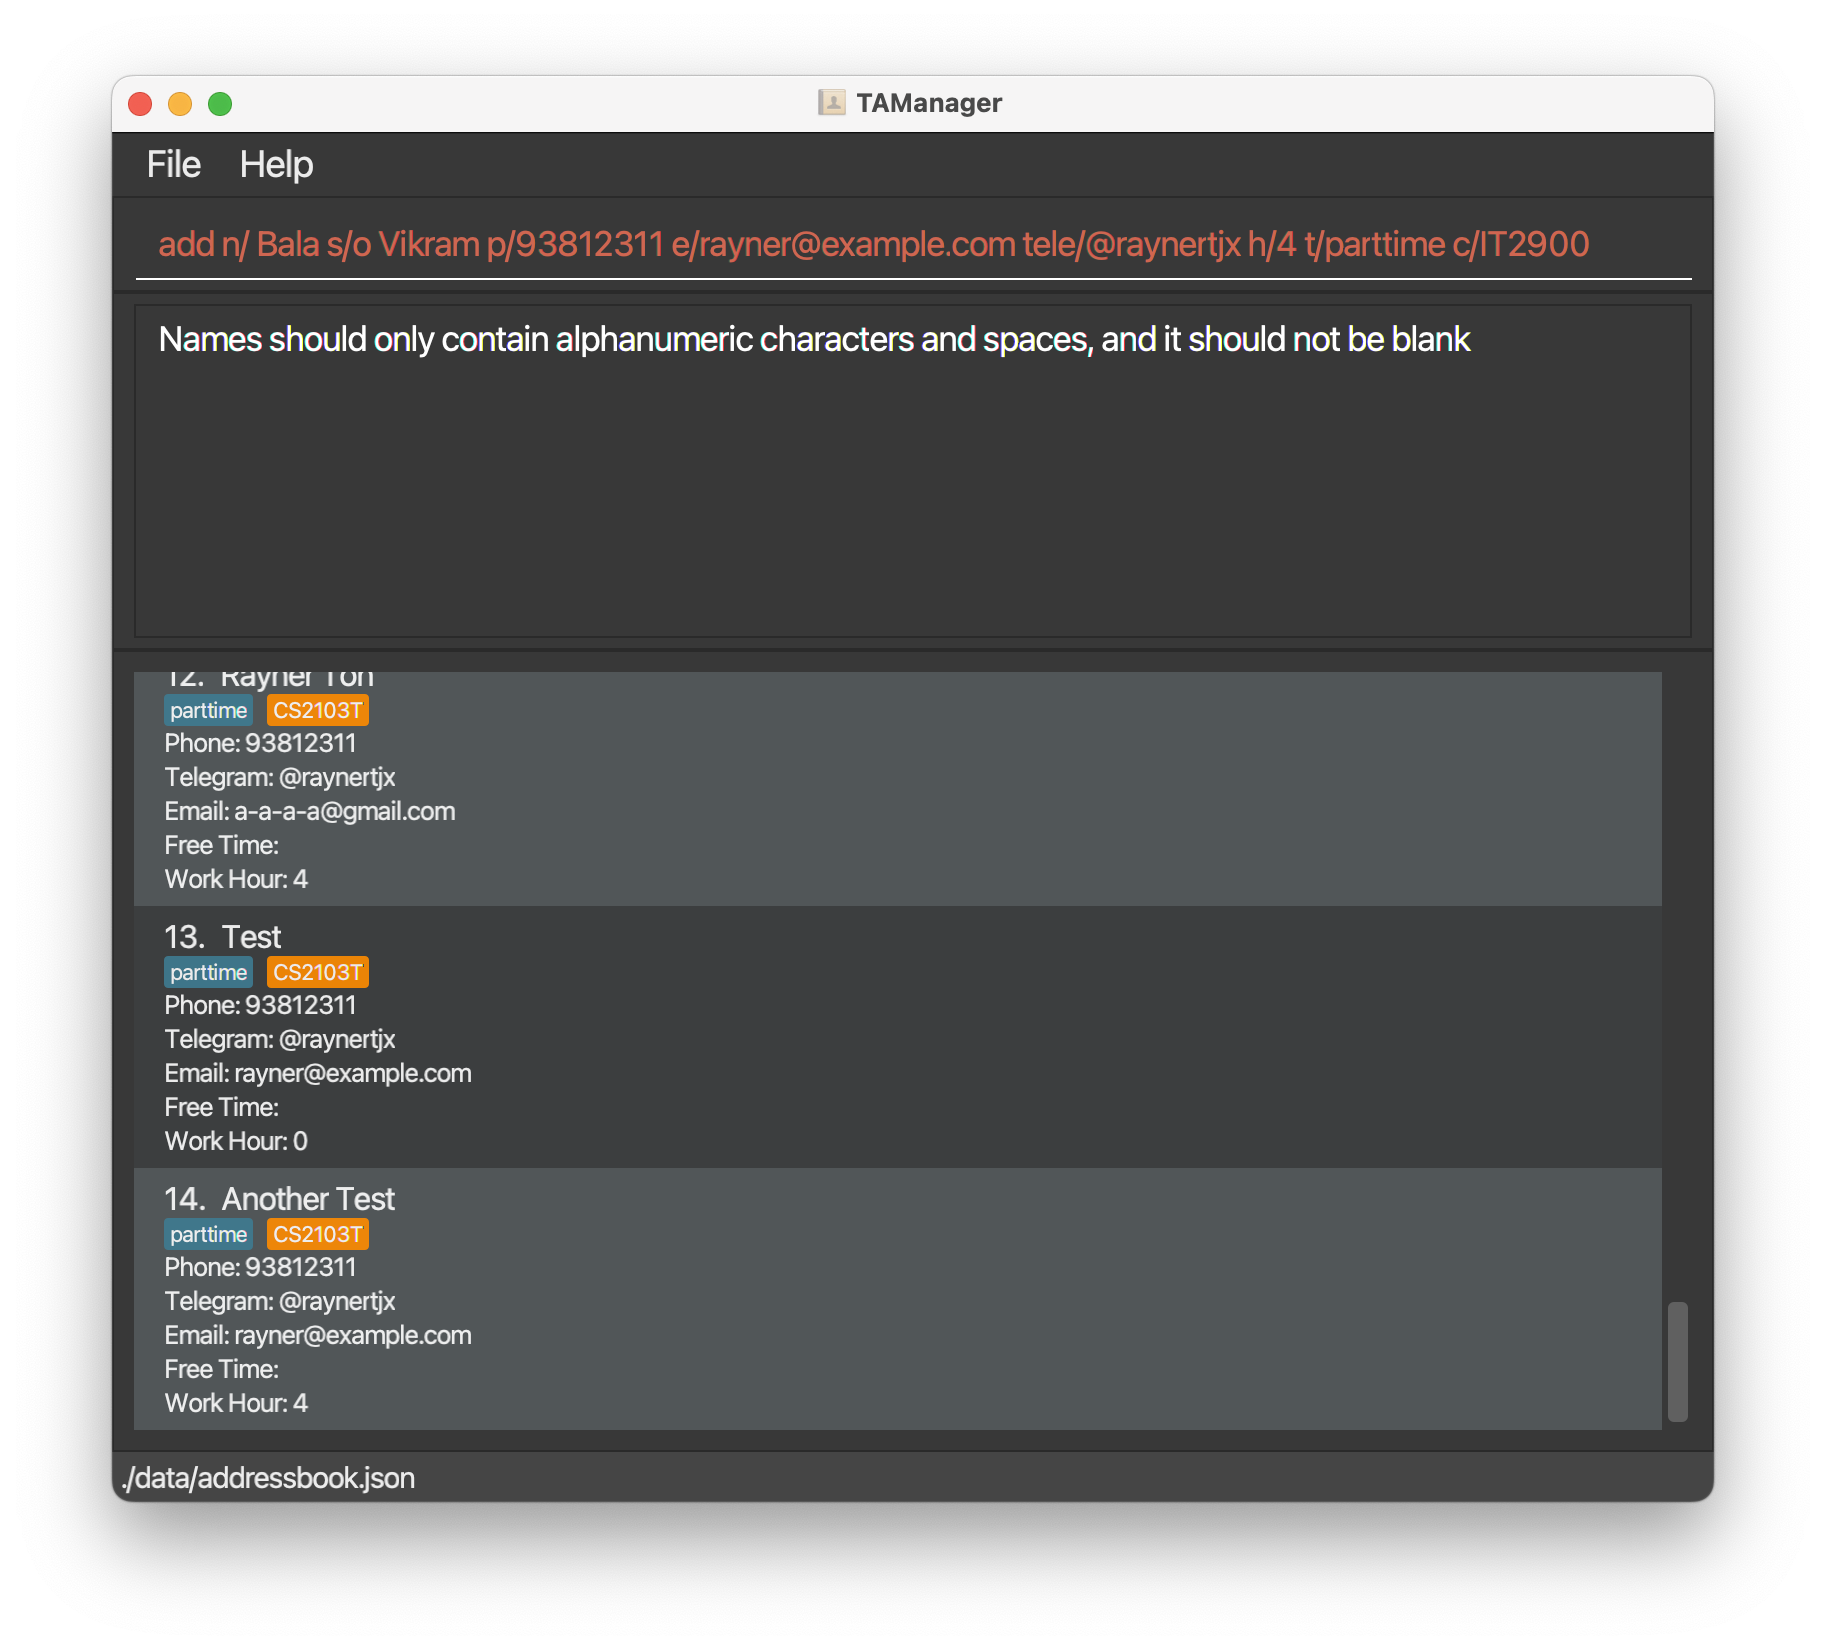 TAManager
File Help
add n/ Bala s/o Vikram p/93812311 e/rayner@example.com tele/@raynertjx h/4 t/parttime c/IT2900
Names should only contain alphanumeric characters and spaces, and it should not be blank
12. Rayner Ton
parttime CS2103T
Phone: 93812311
Telegram: @raynertjx
Email: a-a-a-a@gmail.com
Free Time:
Work Hour: 4
13. Test
parttime CS2103T
Phone: 93812311
Telegram: @raynertjx
Email: rayner@example.com
Free Time:
Work Hour: 0
14. Another Test
parttime CS2103T
Phone: 93812311
Telegram: @raynertjx
Email: rayner@example.com
Free Time:
Work Hour: 4
./data/addressbook.json